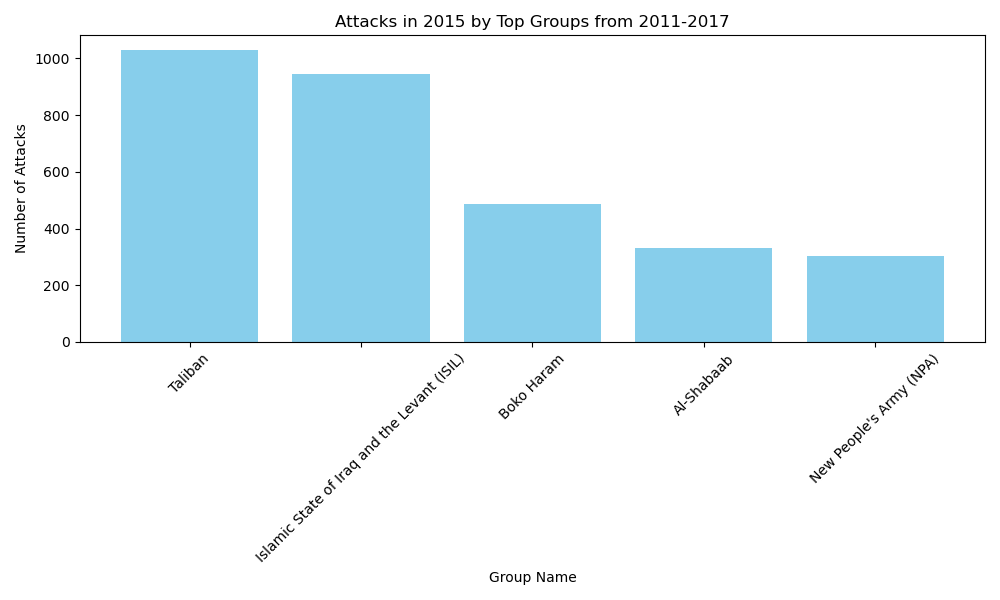 Attacks in 2015 by Top Groups from 2011-2017
Number of Attacks
1000
800
600
400
200
0
Taliban
Islamic State of Iraq and the Levant (ISIL)
Boko Haram
Al-Shabaab
New People's Army (NPA)
Group Name